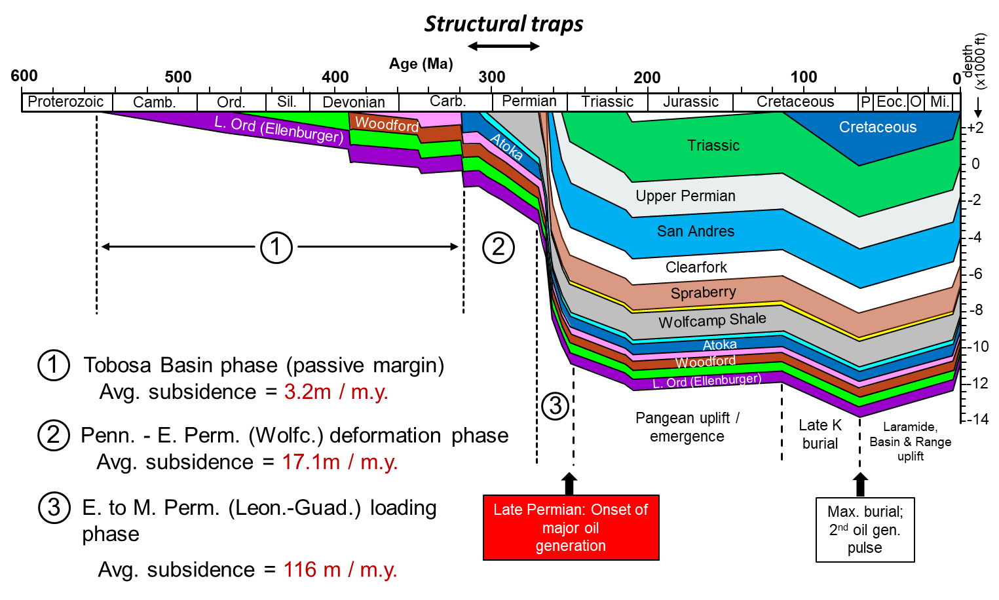 Structural traps
Age (Ma)
600 500 400 300 200 100 0
depth
(x1000 ft)
Proterozoic Camb. Ord. Sil. Devonian Carb. Permian Triassic Jurassic Cretaceous P Eoc. O Mi.
L. Ord (Ellenburger)
Woodford
Atoka
Cretaceous
Triassic
Upper Permian
San Andres
Clearfork
Spraberry
Wolfcamp Shale
Atoka
Woodford
L. Ord (Ellenburger)
+2
0
-2
-4
-6
-8
-10
-12
-14
1
2
3
Pangean uplift /
emergence
Late K
burial
Laramide,
Basin & Range
uplift
1 Tobosa Basin phase (passive margin)
Avg. subsidence = 3.2m / m.y.
2 Penn. - E. Perm. (Wolfc.) deformation phase
Avg. subsidence = 17.1m / m.y.
3 E. to M. Perm. (Leon.-Guad.) loading
phase
Avg. subsidence = 116 m / m.y.
Late Permian: Onset of
major oil
generation
Max. burial;
2nd oil gen.
pulse